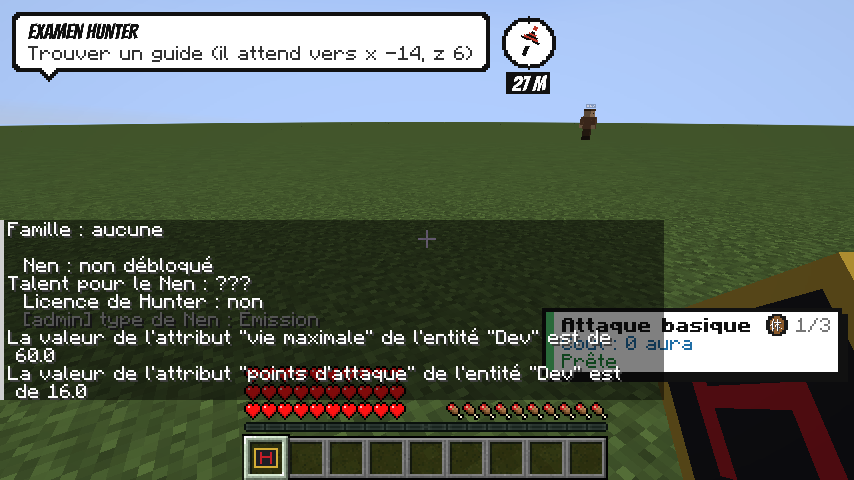 EXAMEN HUNTER
Trouver un guide (il attend vers x -14, z 6)
27 M
Famille : aucune
Nen : non débloqué
Talent pour le Nen : ???
Licence de Hunter : non
[admin] type de Nen : Émission
La valeur de l'attribut "vie maximale" de l'entité "Dev" est de
60.0
La valeur de l'attribut "points d'attaque" de l'entité "Dev" est
de 16.0
Attaque basique
1/3
0 aura
Prête
H